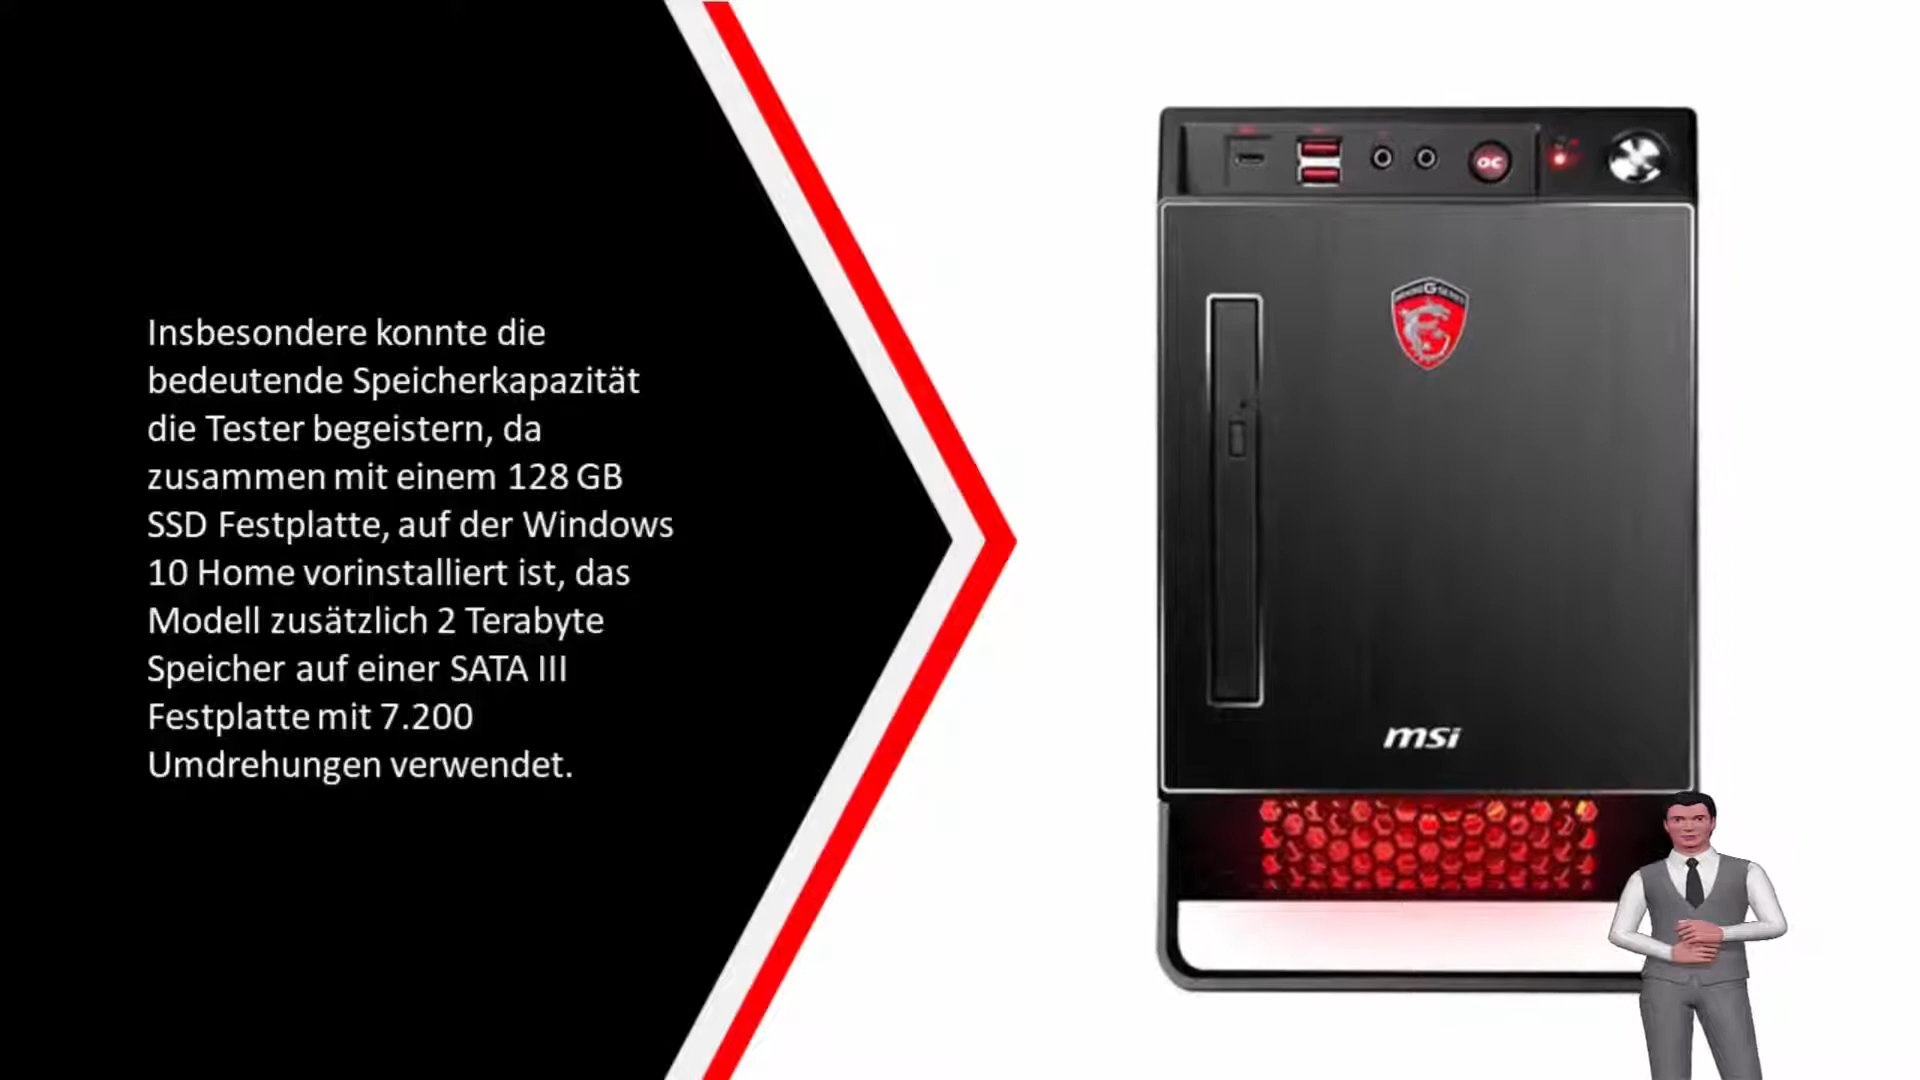 Insbesondere konnte die
bedeutende Speicherkapazität
die Tester begeistern, da
zusammen mit einem 128 GB
SSD Festplatte, auf der Windows
10 Home vorinstalliert ist, das
Modell zusätzlich 2 Terabyte
Speicher auf einer SATA III
Festplatte mit 7.200
Umdrehungen verwendet.
OC
msi